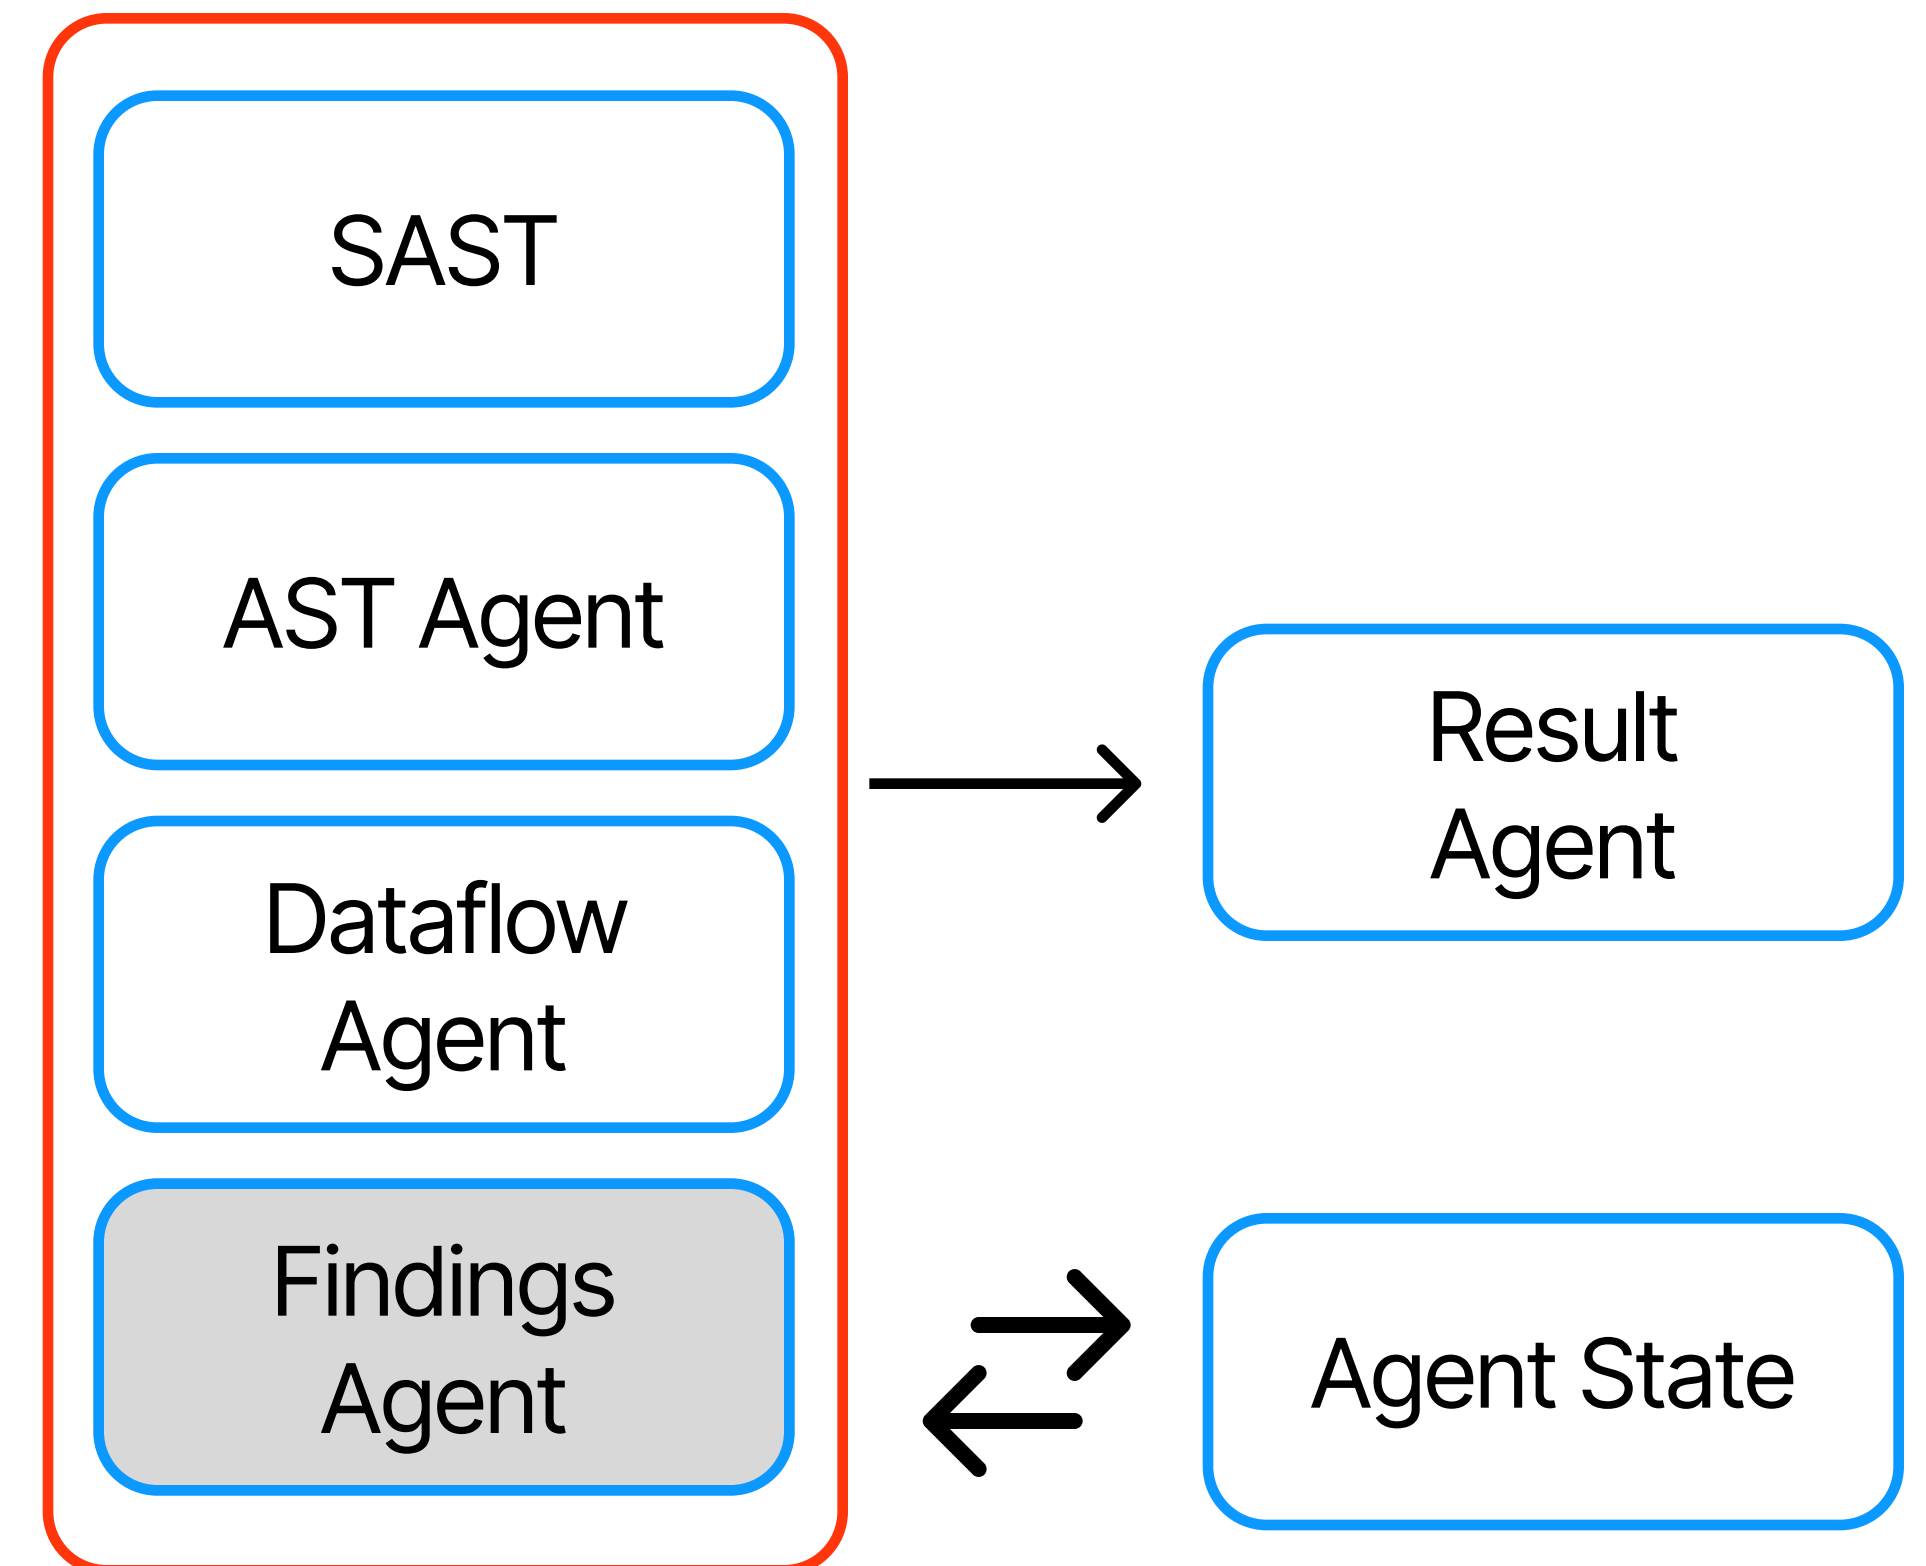 SAST
AST Agent
Dataflow
Agent
Findings
Agent
Result
Agent
Agent State